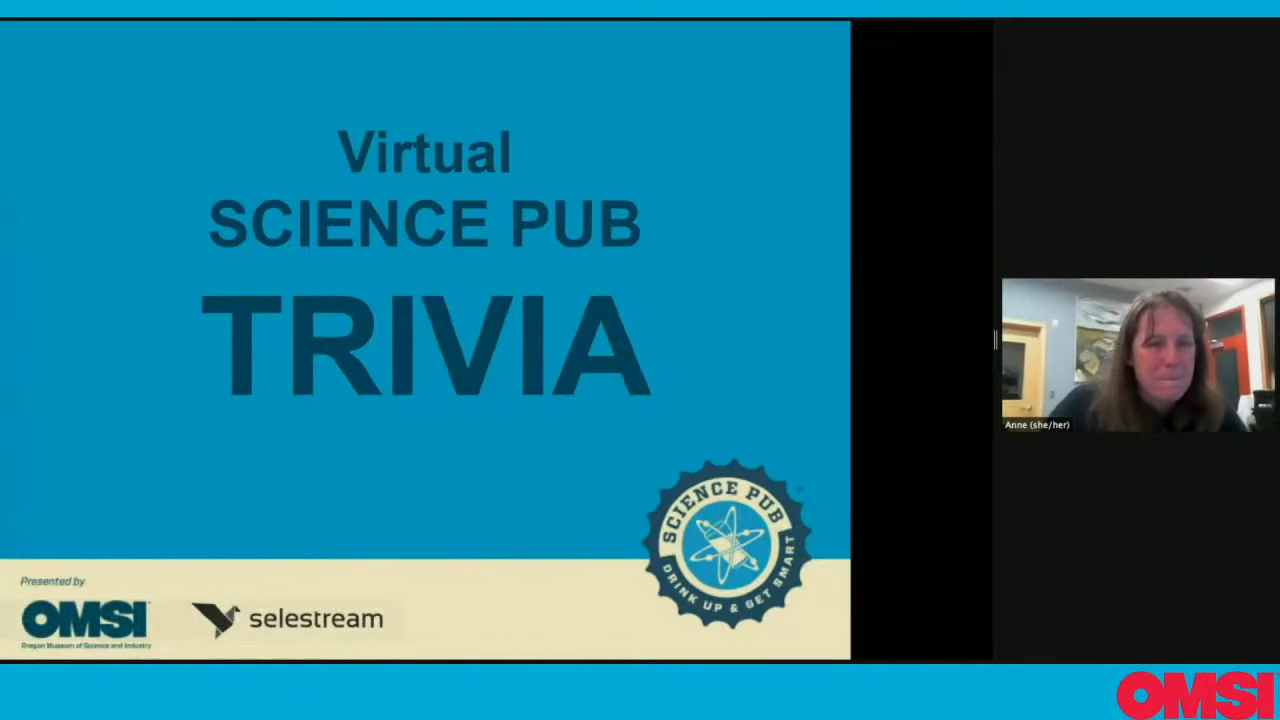 Virtual
SCIENCE PUB
TRIVIA
SCIENCE PUB
DRINK UP & GET SMART
Presented by
OMSI
Oregon Museum of Science and Industry
selestream
Anne (she/her)
OMSI